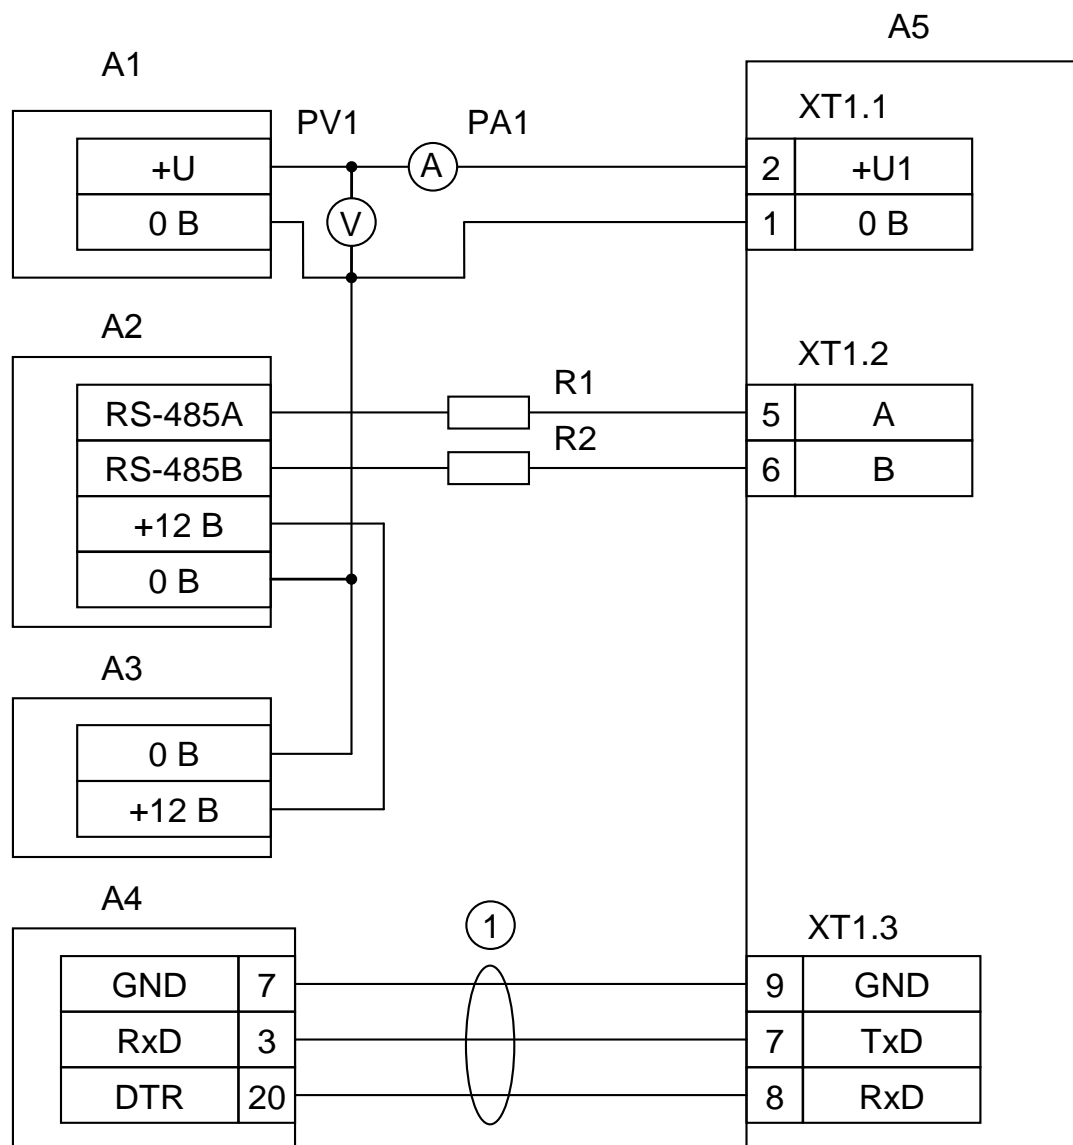 A5
A1
XT1.1
PV1 PA1
+U A 2 +U1
0 В V 1 0 В
A2
XT1.2
R1
RS-485A 5 A
R2
RS-485B 6 B
+12 В
0 В
A3
0 В
+12 В
A4
1
XT1.3
GND 7 9 GND
RxD 3 7 TxD
DTR 20 8 RxD